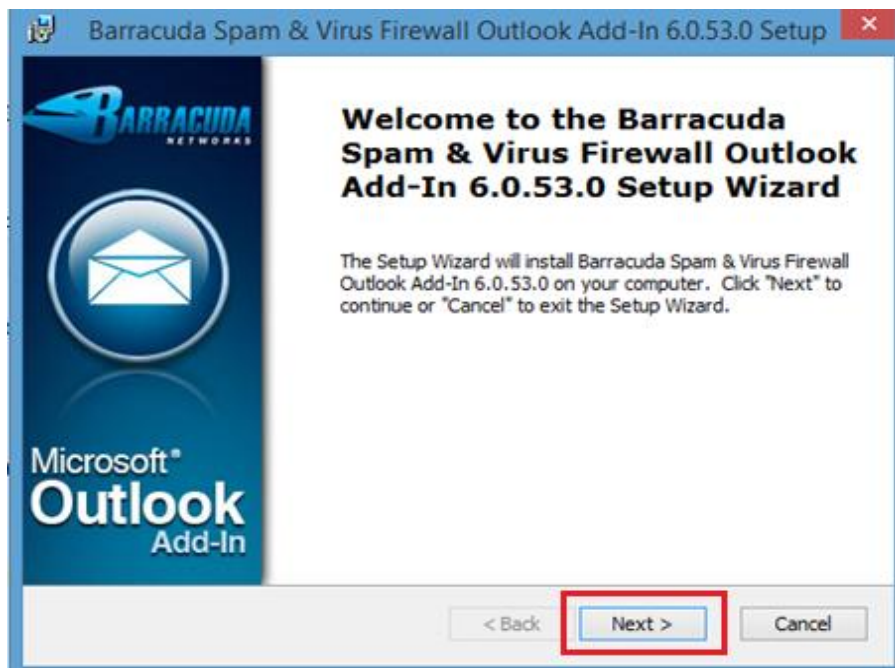 Barracuda Spam & Virus Firewall Outlook Add-In 6.0.53.0 Setup
BARRACUDA
NETWORKS
Welcome to the Barracuda
Spam & Virus Firewall Outlook
Add-In 6.0.53.0 Setup Wizard
The Setup Wizard will install Barracuda Spam & Virus Firewall
Outlook Add-In 6.0.53.0 on your computer. Click "Next" to
continue or "Cancel" to exit the Setup Wizard.
Microsoft®
Outlook
Add-In
< Back Next > Cancel